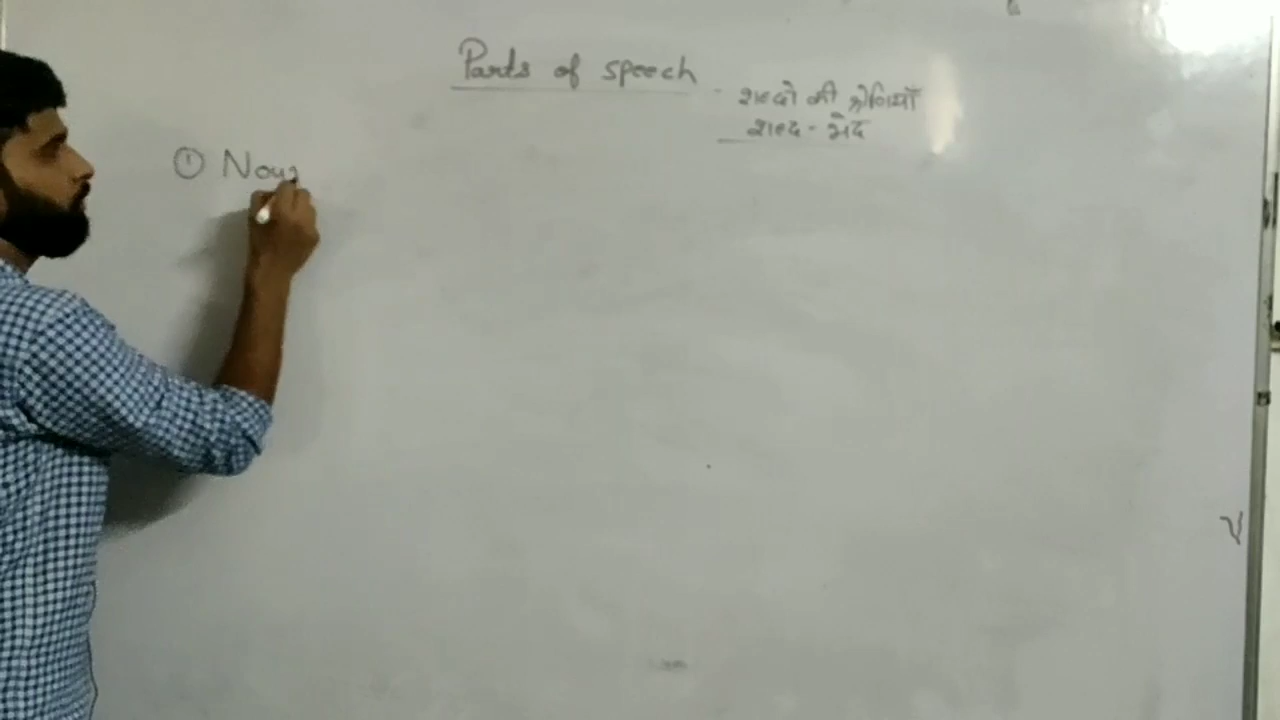 Parts of speech - शब्दों की श्रेणियाँ
शब्द - भेद
① Noun